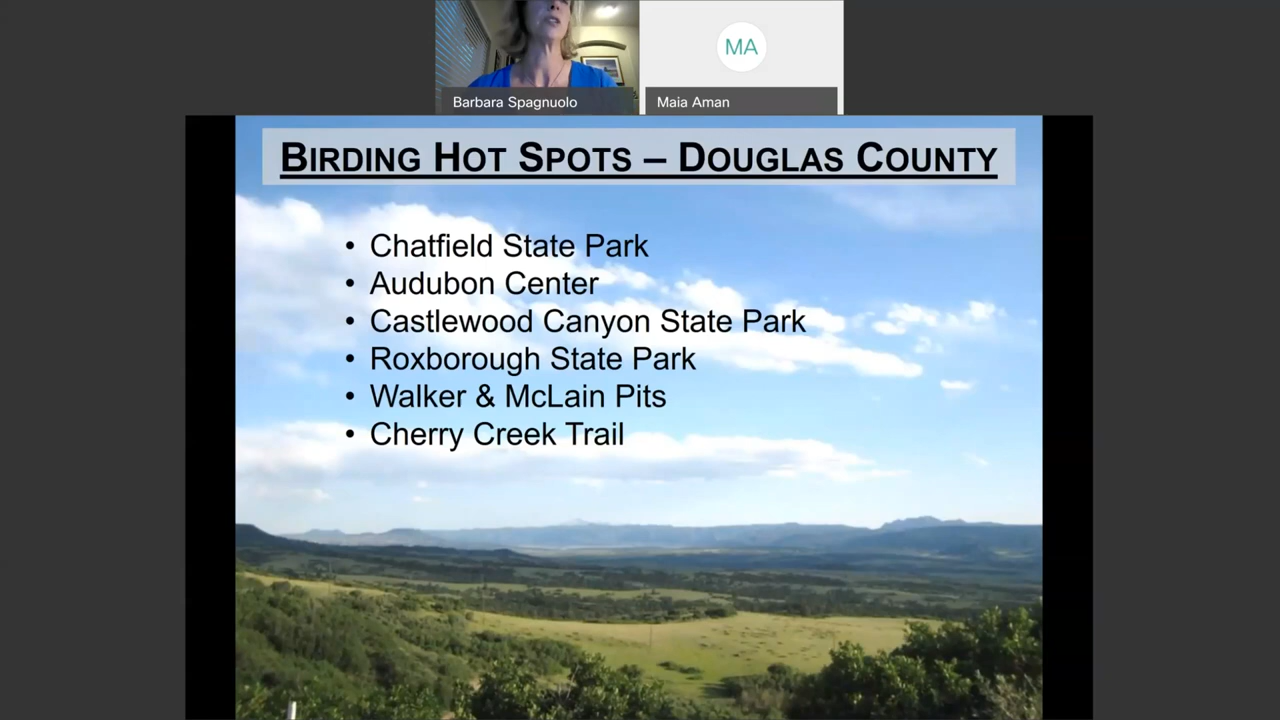 MA
Barbara Spagnuolo
Maia Aman
BIRDING HOT SPOTS – DOUGLAS COUNTY
• Chatfield State Park
• Audubon Center
• Castlewood Canyon State Park
• Roxborough State Park
• Walker & McLain Pits
• Cherry Creek Trail